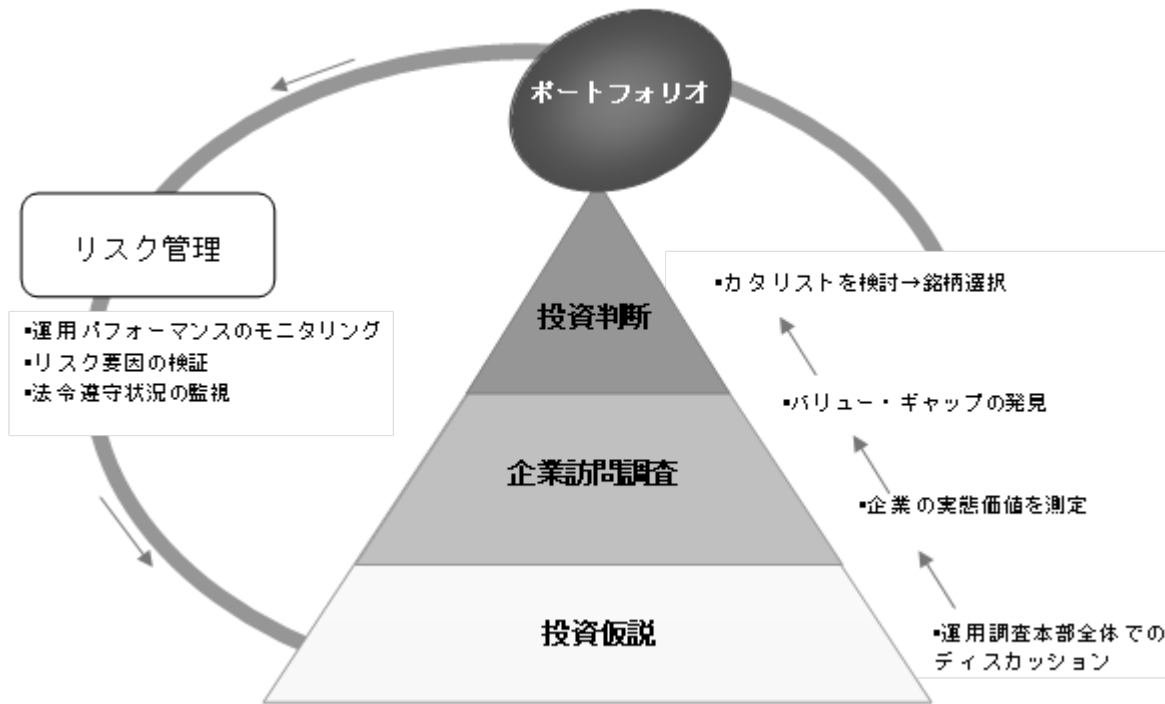 ポートフォリオ
リスク管理
▪運用パフォーマンスのモニタリング
▪リスク要因の検証
▪法令遵守状況の監視
投資判断
企業訪問調査
投資仮説
▪カタリストを検討→銘柄選択
▪バリュー・ギャップの発見
▪企業の実態価値を測定
▪運用調査本部全体での
ディスカッション